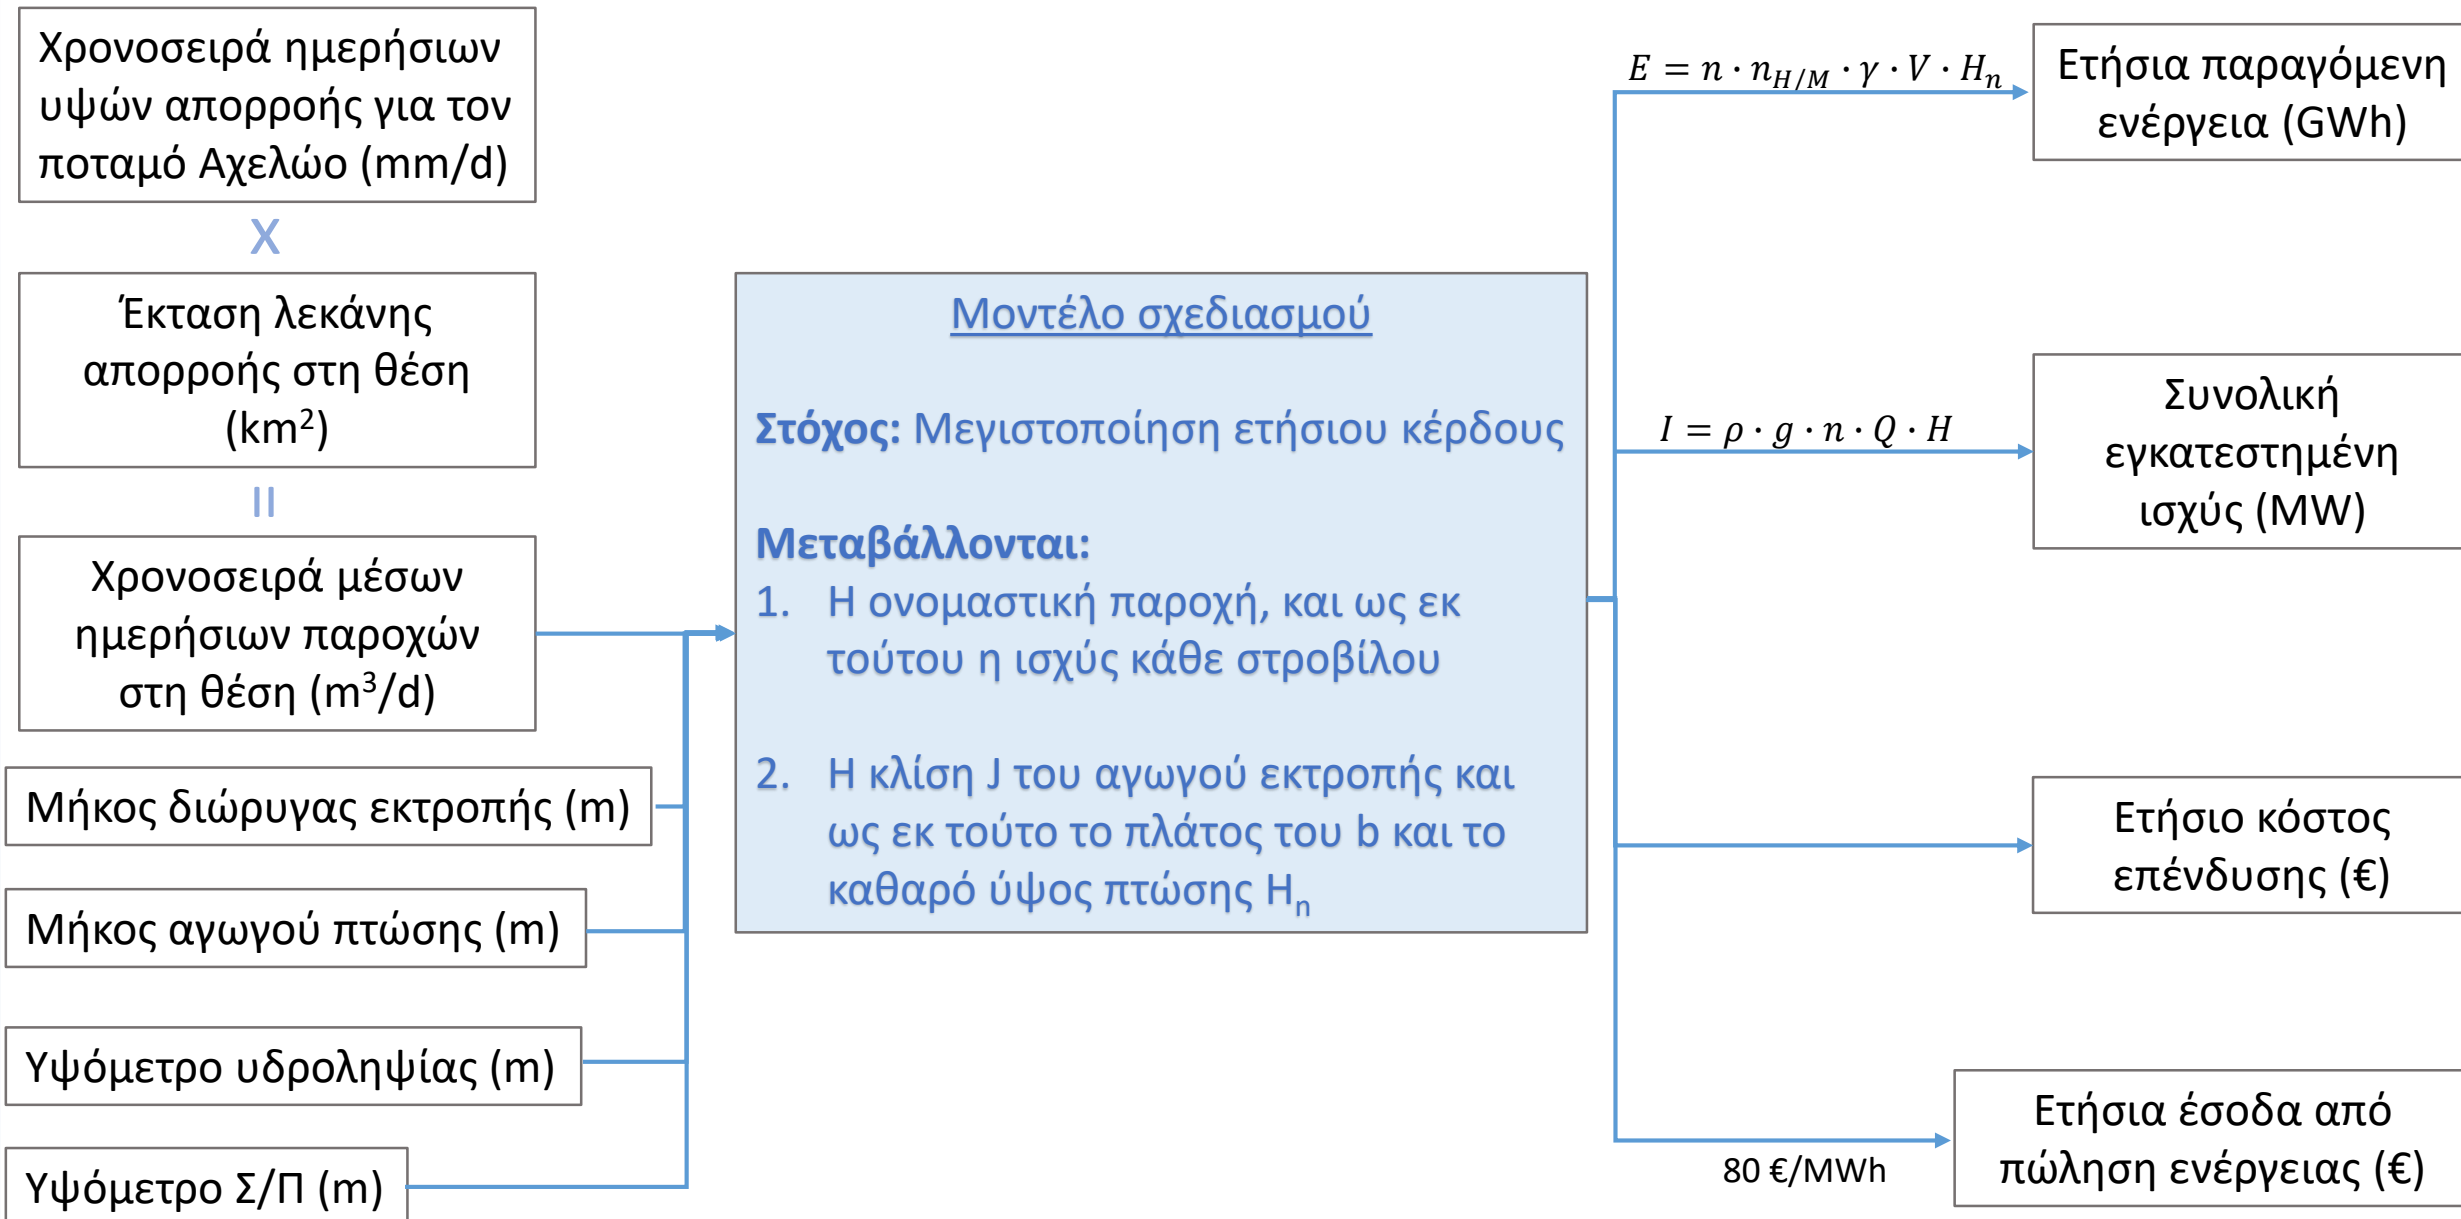 Χρονοσειρά ημερήσιων
υψών απορροής για τον
ποταμό Αχελώο (mm/d)
X
Έκταση λεκάνης
απορροής στη θέση
(km²)
=
Χρονοσειρά μέσων
ημερήσιων παροχών
στη θέση (m³/d)
Μήκος διώρυγας εκτροπής (m)
Μήκος αγωγού πτώσης (m)
Υψόμετρο υδροληψίας (m)
Υψόμετρο Σ/Π (m)
Μοντέλο σχεδιασμού
Στόχος: Μεγιστοποίηση ετήσιου κέρδους
Μεταβάλλονται:
1. Η ονομαστική παροχή, και ως εκ
τούτου η ισχύς κάθε στροβίλου
2. Η κλίση J του αγωγού εκτροπής και
ως εκ τούτο το πλάτος του b και το
καθαρό ύψος πτώσης Hₙ
E = n · n_{H/M} · γ · V · Hₙ
Ετήσια παραγόμενη
ενέργεια (GWh)
I = ρ · g · n · Q · H
Συνολική
εγκατεστημένη
ισχύς (MW)
Ετήσιο κόστος
επένδυσης (€)
80 €/MWh
Ετήσια έσοδα από
πώληση ενέργειας (€)